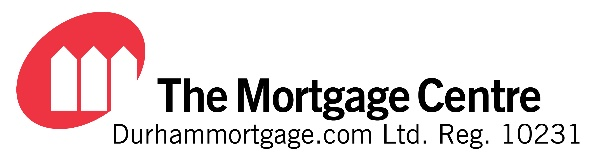 The Mortgage Centre
Durhammortgage.com Ltd. Reg. 10231